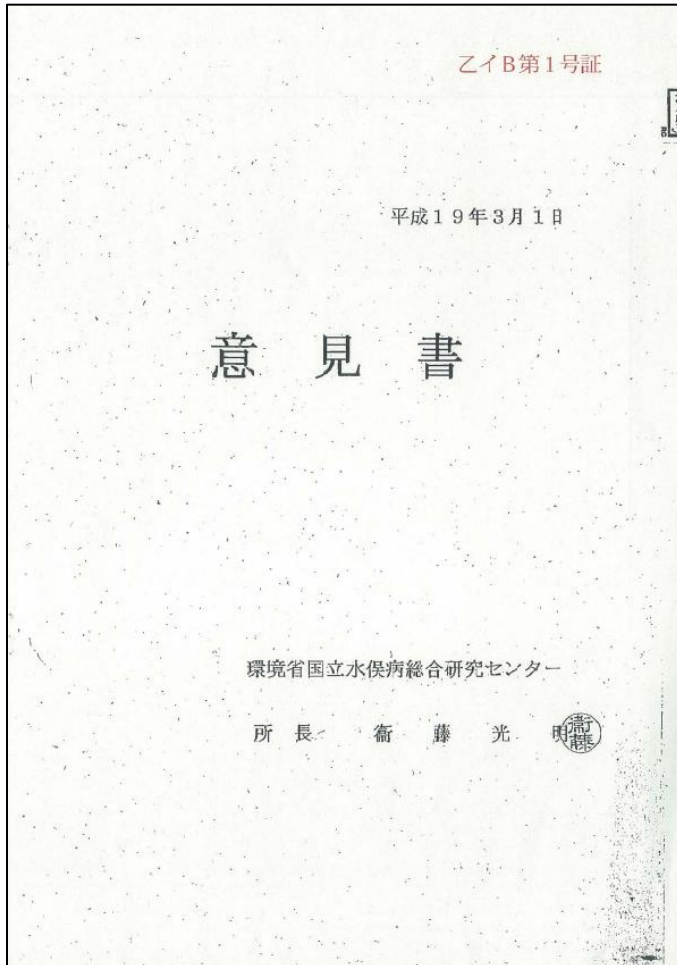 乙イB第1号証
平成19年3月1日
意見書
環境省国立水俣病総合研究センター
所長 衞藤光明
衞藤